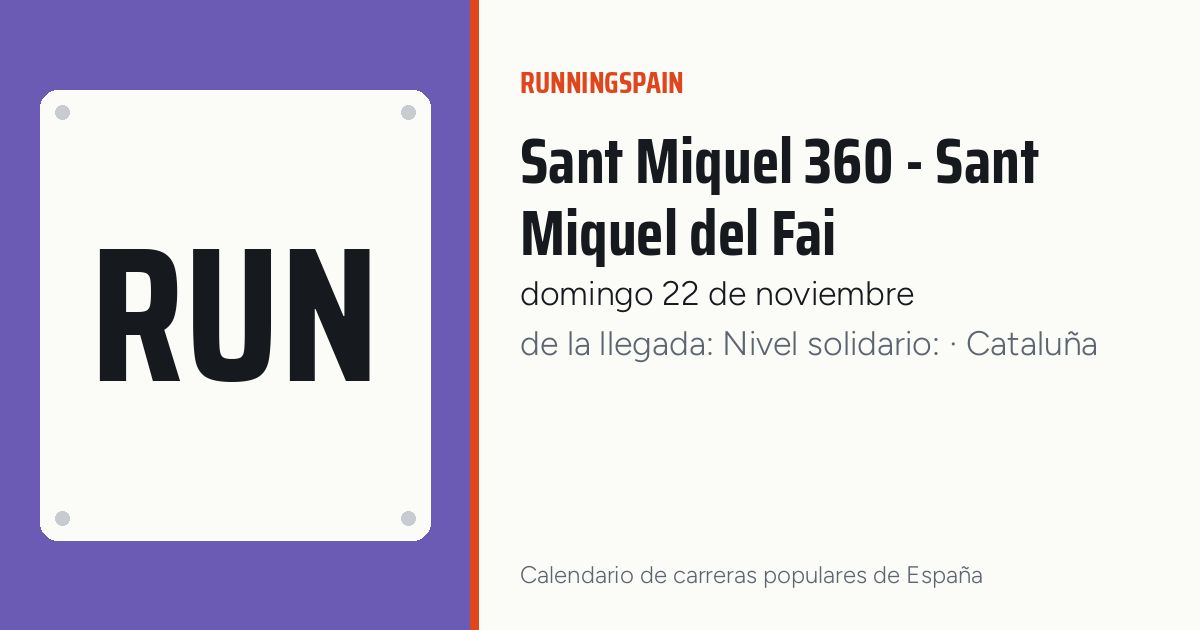 RUN
RUNNINGSPAIN
Sant Miquel 360 - Sant
Miquel del Fai
domingo 22 de noviembre
de la llegada: Nivel solidario: · Cataluña
Calendario de carreras populares de España